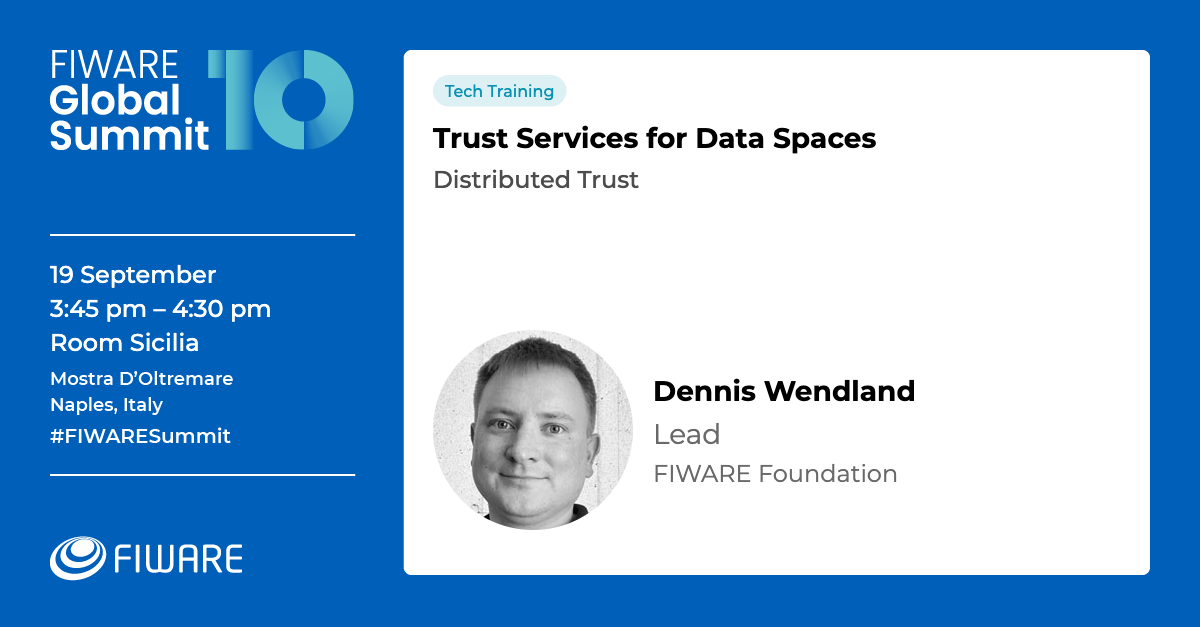 FIWARE
Global
Summit
10
19 September
3:45 pm – 4:30 pm
Room Sicilia
Mostra D’Oltremare
Naples, Italy
#FIWARESummit
FIWARE
Tech Training
Trust Services for Data Spaces
Distributed Trust
Dennis Wendland
Lead
FIWARE Foundation